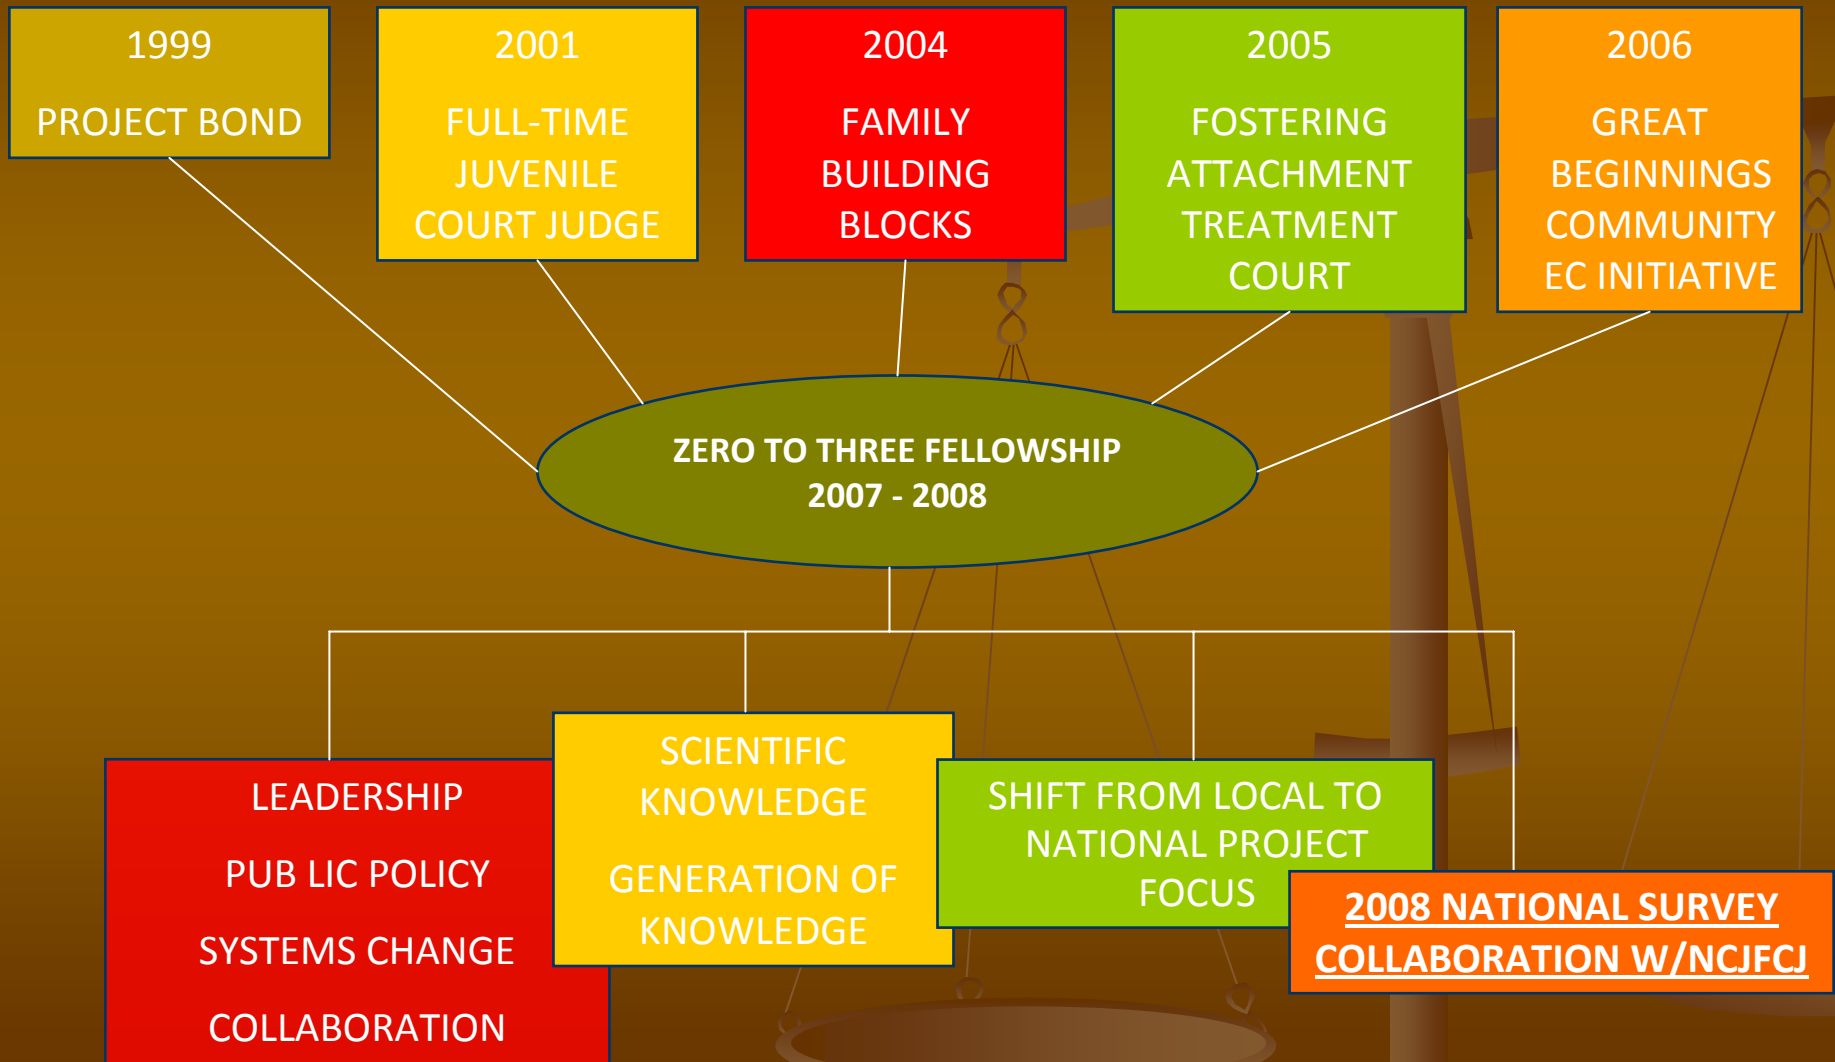 1999
PROJECT BOND
2001
FULL-TIME
JUVENILE
COURT JUDGE
2004
FAMILY
BUILDING
BLOCKS
2005
FOSTERING
ATTACHMENT
TREATMENT
COURT
2006
GREAT
BEGINNINGS
COMMUNITY
EC INITIATIVE
ZERO TO THREE FELLOWSHIP
2007 - 2008
LEADERSHIP
PUB LIC POLICY
SYSTEMS CHANGE
COLLABORATION
SCIENTIFIC
KNOWLEDGE
GENERATION OF
KNOWLEDGE
SHIFT FROM LOCAL TO
NATIONAL PROJECT
FOCUS
2008 NATIONAL SURVEY
COLLABORATION W/NCJFCJ